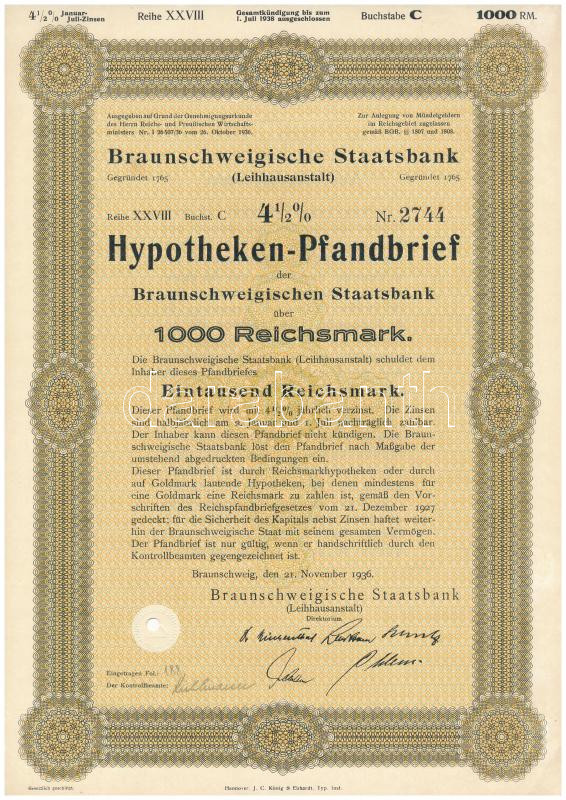 4 1/2 % Januar-Juli-Zinsen Reihe XXVIII Gesamtkündigung bis zum 1. Juli 1938 ausgeschlossen Buchstabe C 1000 RM.
Ausgegeben auf Grund der Genehmigungsurkunde
des Herrn Reichs- und Preußischen Wirtschafts-
ministers Nr. I 26 507/36 vom 26. Oktober 1936.
Zur Anlegung von Mündelgeldern
im Reichsgebiet zugelassen
gemäß BGB. § 1807 und 1808.
Braunschweigische Staatsbank
Gegründet 1765 (Leihhausanstalt) Gegründet 1765
Reihe XXVIII Buchst. C 4 1/2 % Nr. 2744
Hypotheken-Pfandbrief
der
Braunschweigischen Staatsbank
über
1000 Reichsmark.
Die Braunschweigische Staatsbank (Leihhausanstalt) schuldet dem
Inhaber dieses Pfandbriefes
Eintausend Reichsmark.
Dieser Pfandbrief wird mit 4 1/2 % jährlich verzinst. Die Zinsen
sind halbjährlich am 2. Januar und 1. Juli nachträglich zahlbar.
Der Inhaber kann diesen Pfandbrief nicht kündigen. Die Braun-
schweigische Staatsbank löst den Pfandbrief nach Maßgabe der
umstehend abgedruckten Bedingungen ein.
Dieser Pfandbrief ist durch Reichsmarkhypotheken oder durch
auf Goldmark lautende Hypotheken, bei denen mindestens für
eine Goldmark eine Reichsmark zu zahlen ist, gemäß den Vor-
schriften des Reichspfandbriefgesetzes vom 21. Dezember 1927
gedeckt; für die Sicherheit des Kapitals nebst Zinsen haftet weiter-
hin der Braunschweigische Staat mit seinem gesamten Vermögen.
Der Pfandbrief ist nur gültig, wenn er handschriftlich durch den
Kontrollbeamten gegengezeichnet ist.
Braunschweig, den 21. November 1936.
Braunschweigische Staatsbank
(Leihhausanstalt)
Direktorium
Eingetragen Fol.:
Der Kontrollbeamte:
Gesetzlich geschützt.
Hannover. J. C. König & Ebhardt. Typ. Inst.
darabanth